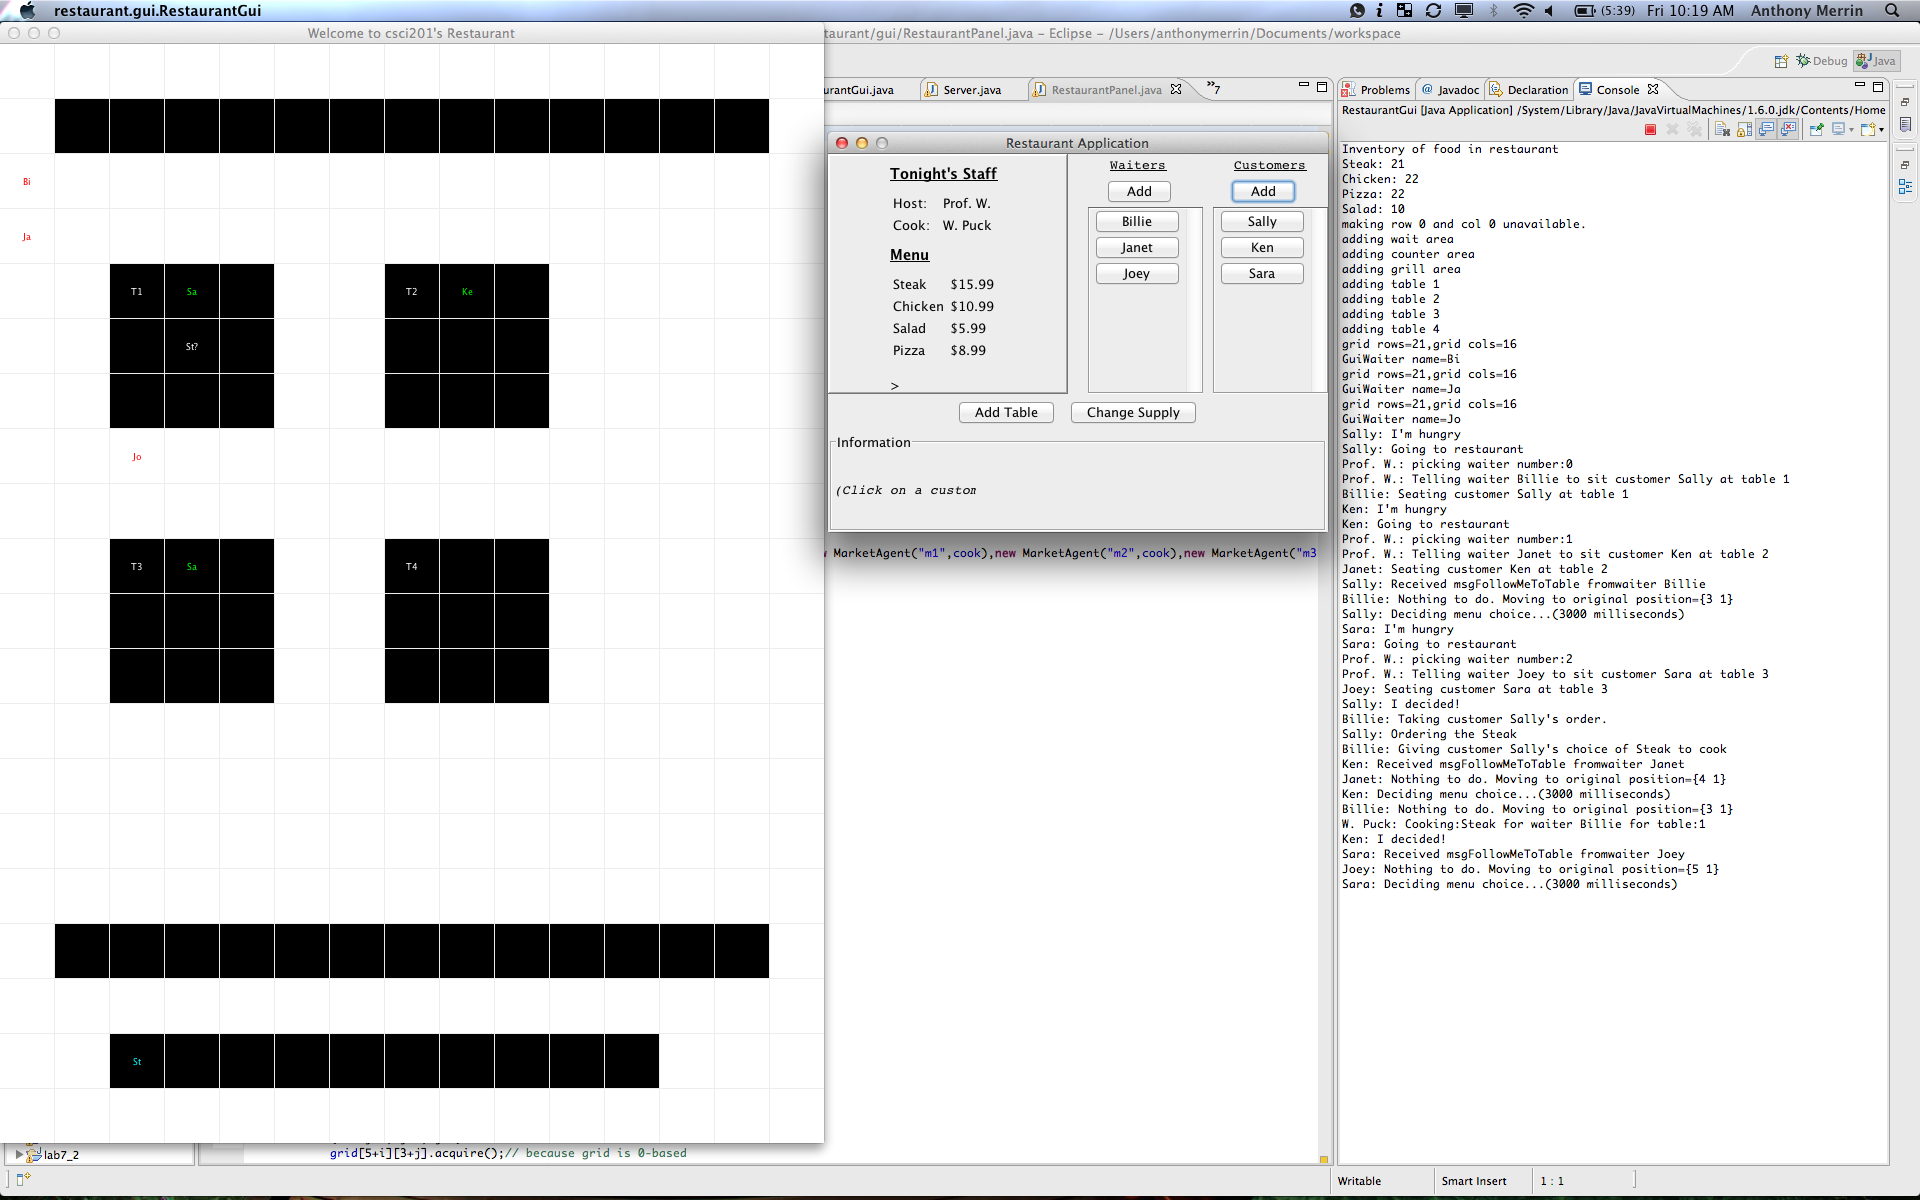 restaurant.gui.RestaurantGui
(5:39) Fri 10:19 AM Anthony Merrin
Welcome to csci201's Restaurant
taurant/gui/RestaurantPanel.java – Eclipse – /Users/anthonymerrin/Documents/workspace
Debug Java
urantGui.java Server.java RestaurantPanel.java »7
Problems @ Javadoc Declaration Console
RestaurantGui [Java Application] /System/Library/Java/JavaVirtualMachines/1.6.0.jdk/Contents/Home
Bi
Ja
T1 Sa T2 Ke
St?
Jo
T3 Sa T4
St
Restaurant Application
Tonight's Staff
Host: Prof. W.
Cook: W. Puck
Menu
Steak $15.99
Chicken $10.99
Salad $5.99
Pizza $8.99
>
Waiters
Add
Billie
Janet
Joey
Customers
Add
Sally
Ken
Sara
Add Table Change Supply
Information
(Click on a custom
MarketAgent("m1",cook),new MarketAgent("m2",cook),new MarketAgent("m3
Inventory of food in restaurant
Steak: 21
Chicken: 22
Pizza: 22
Salad: 10
making row 0 and col 0 unavailable.
adding wait area
adding counter area
adding grill area
adding table 1
adding table 2
adding table 3
adding table 4
grid rows=21,grid cols=16
GuiWaiter name=Bi
grid rows=21,grid cols=16
GuiWaiter name=Ja
grid rows=21,grid cols=16
GuiWaiter name=Jo
Sally: I'm hungry
Sally: Going to restaurant
Prof. W.: picking waiter number:0
Prof. W.: Telling waiter Billie to sit customer Sally at table 1
Billie: Seating customer Sally at table 1
Ken: I'm hungry
Ken: Going to restaurant
Prof. W.: picking waiter number:1
Prof. W.: Telling waiter Janet to sit customer Ken at table 2
Janet: Seating customer Ken at table 2
Sally: Received msgFollowMeToTable fromwaiter Billie
Billie: Nothing to do. Moving to original position={3 1}
Sally: Deciding menu choice...(3000 milliseconds)
Sara: I'm hungry
Sara: Going to restaurant
Prof. W.: picking waiter number:2
Prof. W.: Telling waiter Joey to sit customer Sara at table 3
Joey: Seating customer Sara at table 3
Sally: I decided!
Billie: Taking customer Sally's order.
Sally: Ordering the Steak
Billie: Giving customer Sally's choice of Steak to cook
Ken: Received msgFollowMeToTable fromwaiter Janet
Janet: Nothing to do. Moving to original position={4 1}
Ken: Deciding menu choice...(3000 milliseconds)
Billie: Nothing to do. Moving to original position={3 1}
W. Puck: Cooking:Steak for waiter Billie for table:1
Ken: I decided!
Sara: Received msgFollowMeToTable fromwaiter Joey
Joey: Nothing to do. Moving to original position={5 1}
Sara: Deciding menu choice...(3000 milliseconds)
lab7_2
grid[5+i][3+j].acquire();// because grid is 0-based
Writable Smart Insert 1 : 1